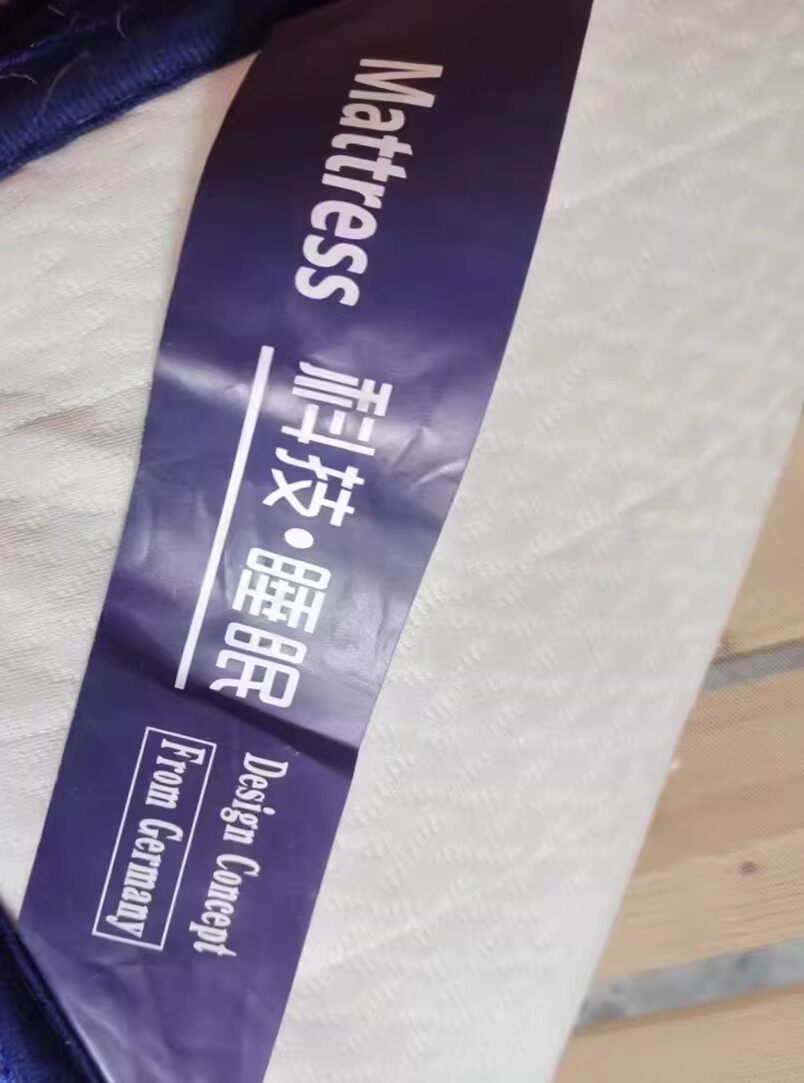 Mattress
科技·睡眠
Design Concept
From Germany